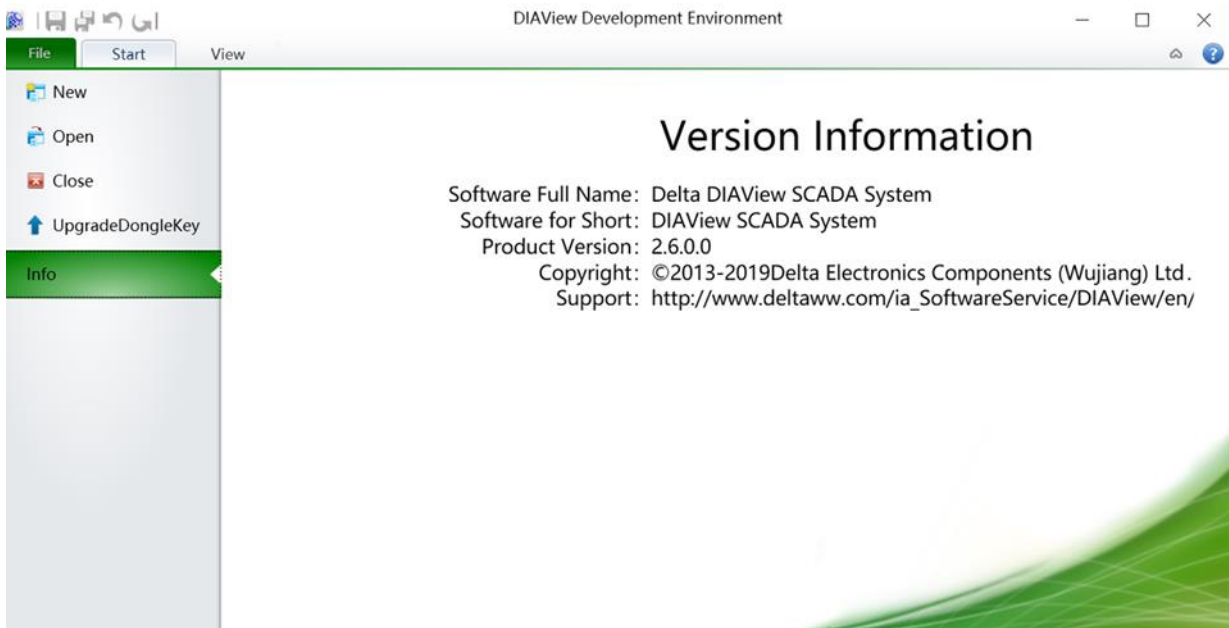 DIAView Development Environment
File Start View
New
Open
Close
UpgradeDongleKey
Info
Version Information
Software Full Name: Delta DIAView SCADA System
Software for Short: DIAView SCADA System
Product Version: 2.6.0.0
Copyright: ©2013-2019Delta Electronics Components (Wujiang) Ltd.
Support: http://www.deltaww.com/ia_SoftwareService/DIAView/en/